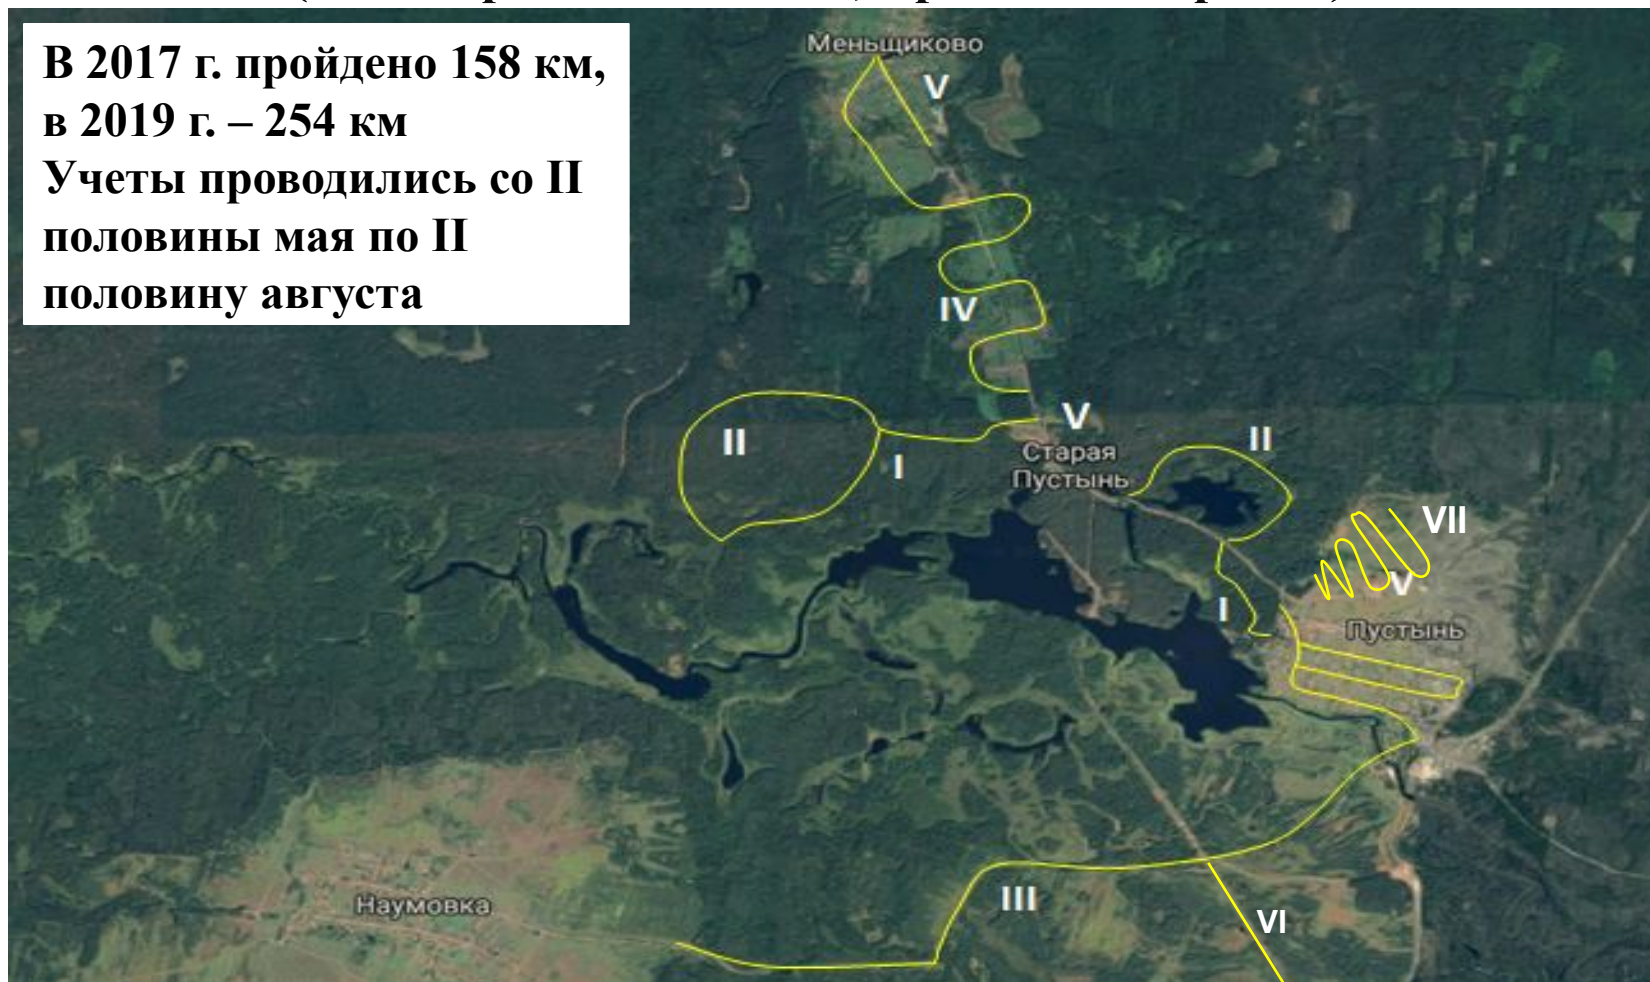 В 2017 г. пройдено 158 км,
в 2019 г. – 254 км
Учеты проводились со II
половины мая по II
половину августа
Меньщиково
V
IV
V
Старая
Пустынь
II
I
II
VII
V
I
Пустынь
III
Наумовка
VI